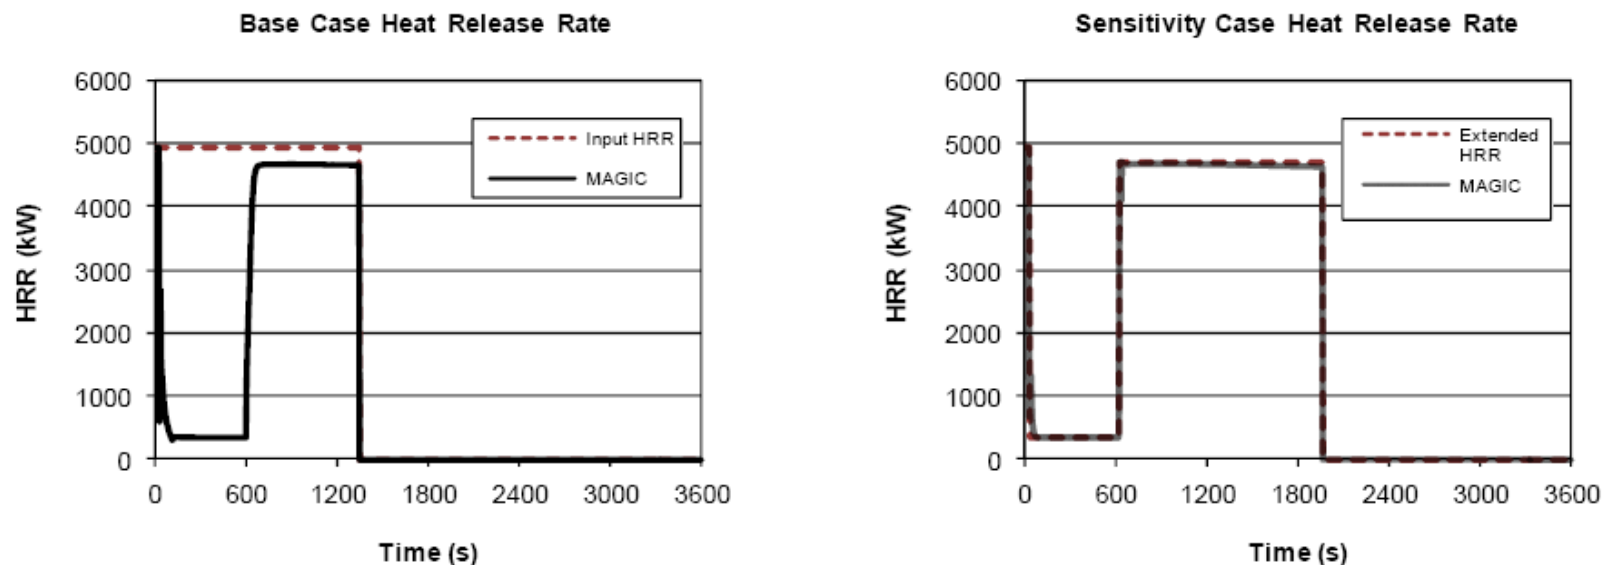 Base Case Heat Release Rate
6000
5000
4000
3000
2000
1000
0
HRR (kW)
Input HRR
MAGIC
0 600 1200 1800 2400 3000 3600
Time (s)
Sensitivity Case Heat Release Rate
6000
5000
4000
3000
2000
1000
0
HRR (kW)
Extended
HRR
MAGIC
0 600 1200 1800 2400 3000 3600
Time (s)